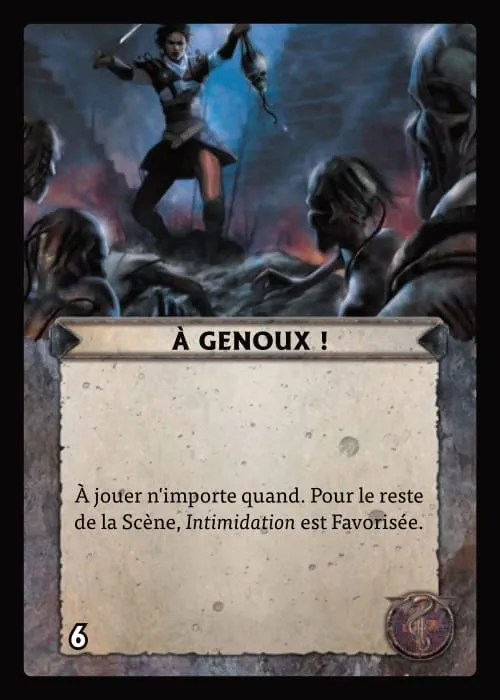 À GENOUX !
À jouer n'importe quand. Pour le reste
de la Scène, Intimidation est Favorisée.
6